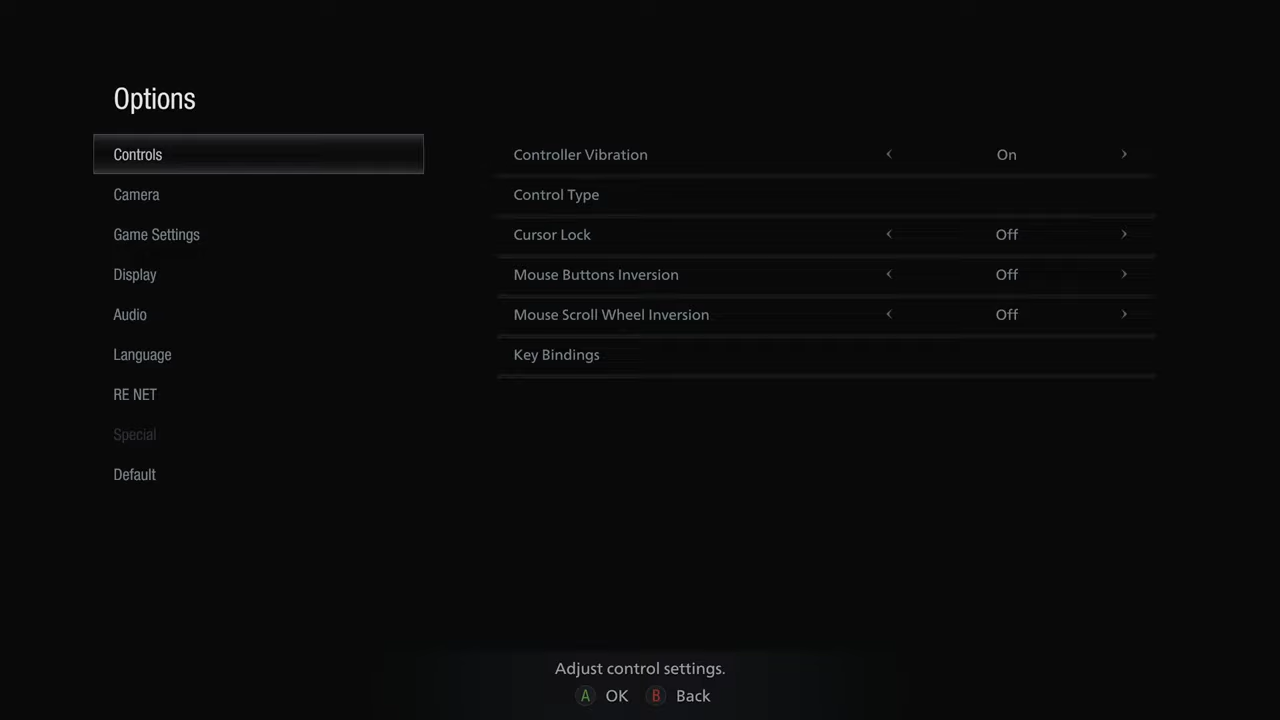 Options
Controls
Camera
Game Settings
Display
Audio
Language
RE NET
Special
Default
Controller Vibration On
Control Type
Cursor Lock Off
Mouse Buttons Inversion Off
Mouse Scroll Wheel Inversion Off
Key Bindings
Adjust control settings.
A OK B Back